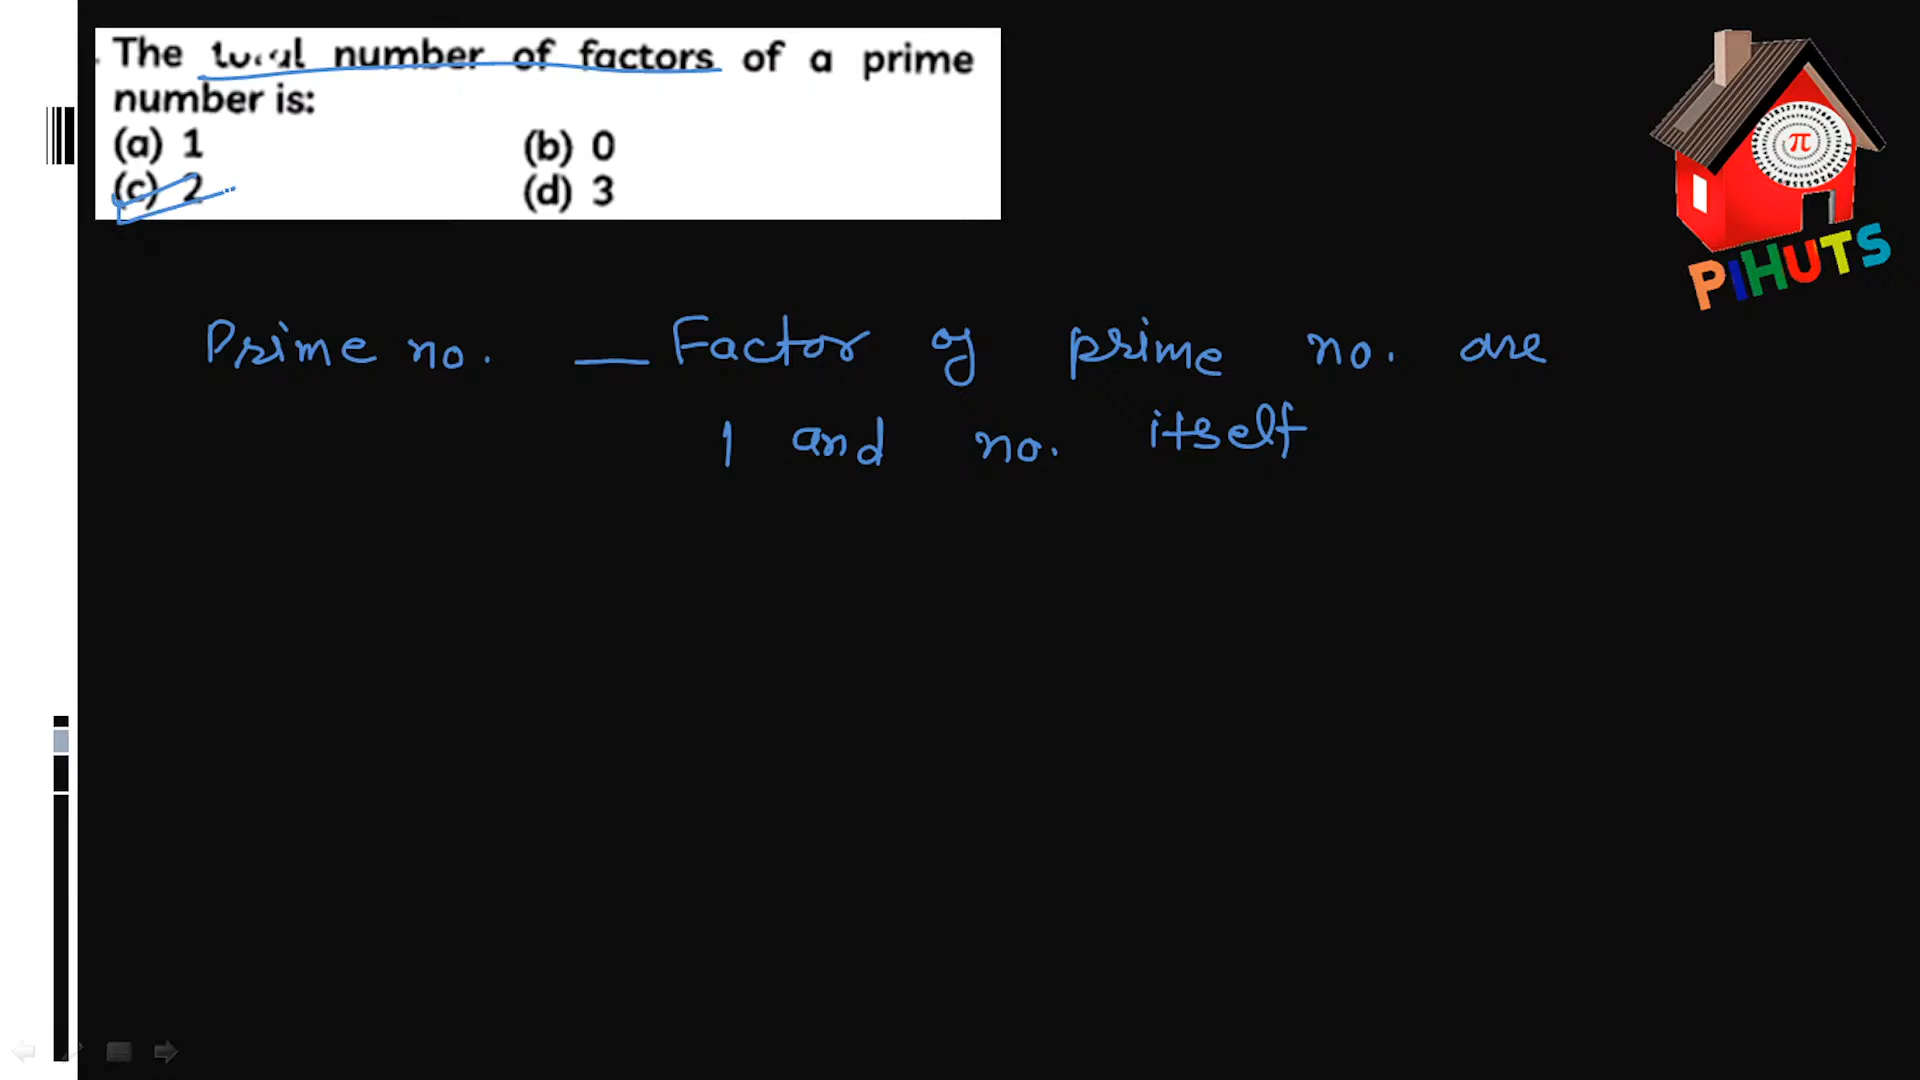 The total number of factors of a prime
number is:
(a) 1 (b) 0
(c) 2 (d) 3
PIHUTS
Prime no. — Factor of prime no. are
1 and no. itself